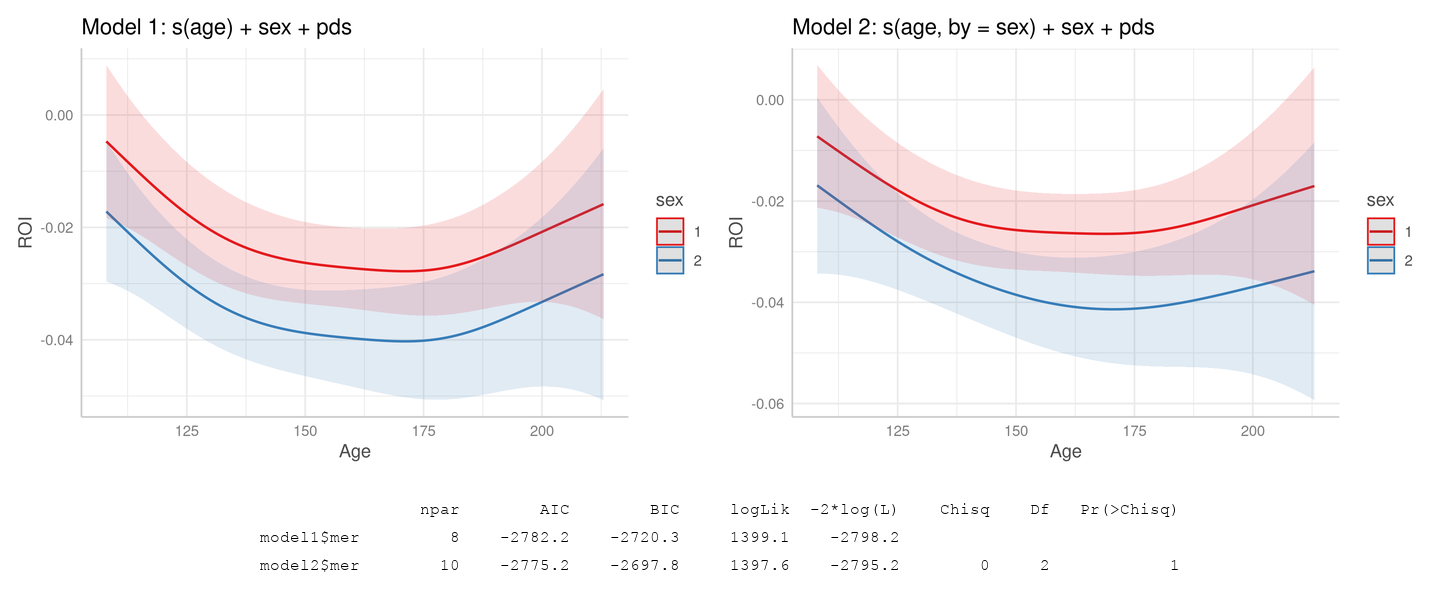 Model 1: s(age) + sex + pds
0.00
-0.02
-0.04
ROI
125 150 175 200
Age
sex
1
2
Model 2: s(age, by = sex) + sex + pds
0.00
-0.02
-0.04
-0.06
ROI
125 150 175 200
Age
sex
1
2
npar AIC BIC logLik -2*log(L) Chisq Df Pr(>Chisq)
model1$mer 8 -2782.2 -2720.3 1399.1 -2798.2
model2$mer 10 -2775.2 -2697.8 1397.6 -2795.2 0 2 1